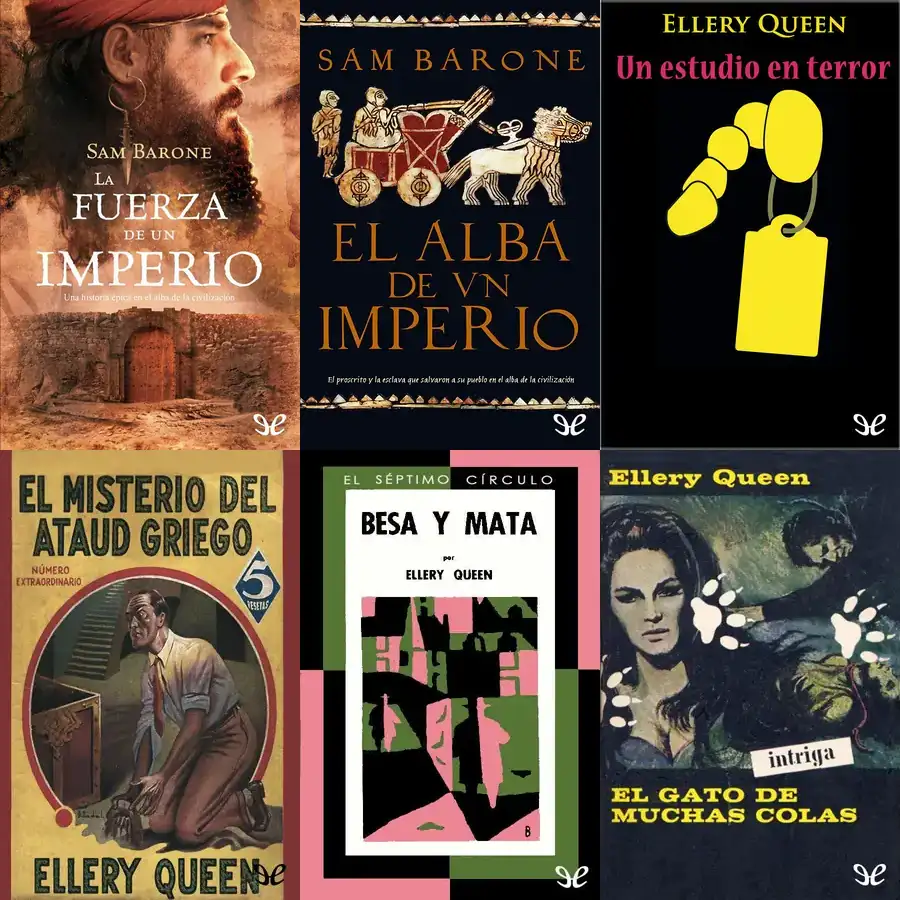 SAM BARONE
LA
FUERZA
DE UN
IMPERIO
Una historia épica en el alba de la civilización
SAM BARONE
EL ALBA
DE VN
IMPERIO
El proscrito y la esclava que salvaron a su pueblo en el alba de la civilización
ELLERY QUEEN
Un estudio en terror
EL MISTERIO DEL
ATAUD GRIEGO
NÚMERO
EXTRAORDINARIO
5
PESETAS
ELLERY QUEEN
EL SÉPTIMO CÍRCULO
BESA Y MATA
por
ELLERY QUEEN
B
Ellery Queen
intriga
EL GATO DE
MUCHAS COLAS